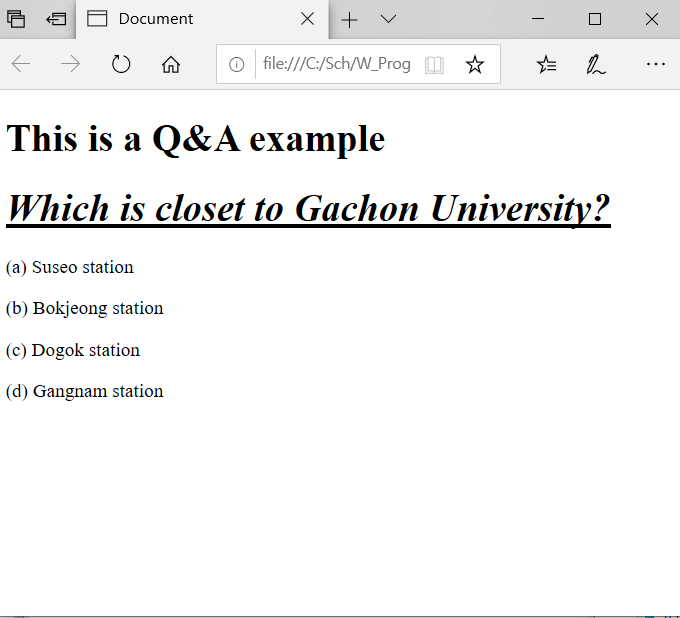 Document
file:///C:/Sch/W_Prog
This is a Q&A example
Which is closet to Gachon University?
(a) Suseo station
(b) Bokjeong station
(c) Dogok station
(d) Gangnam station